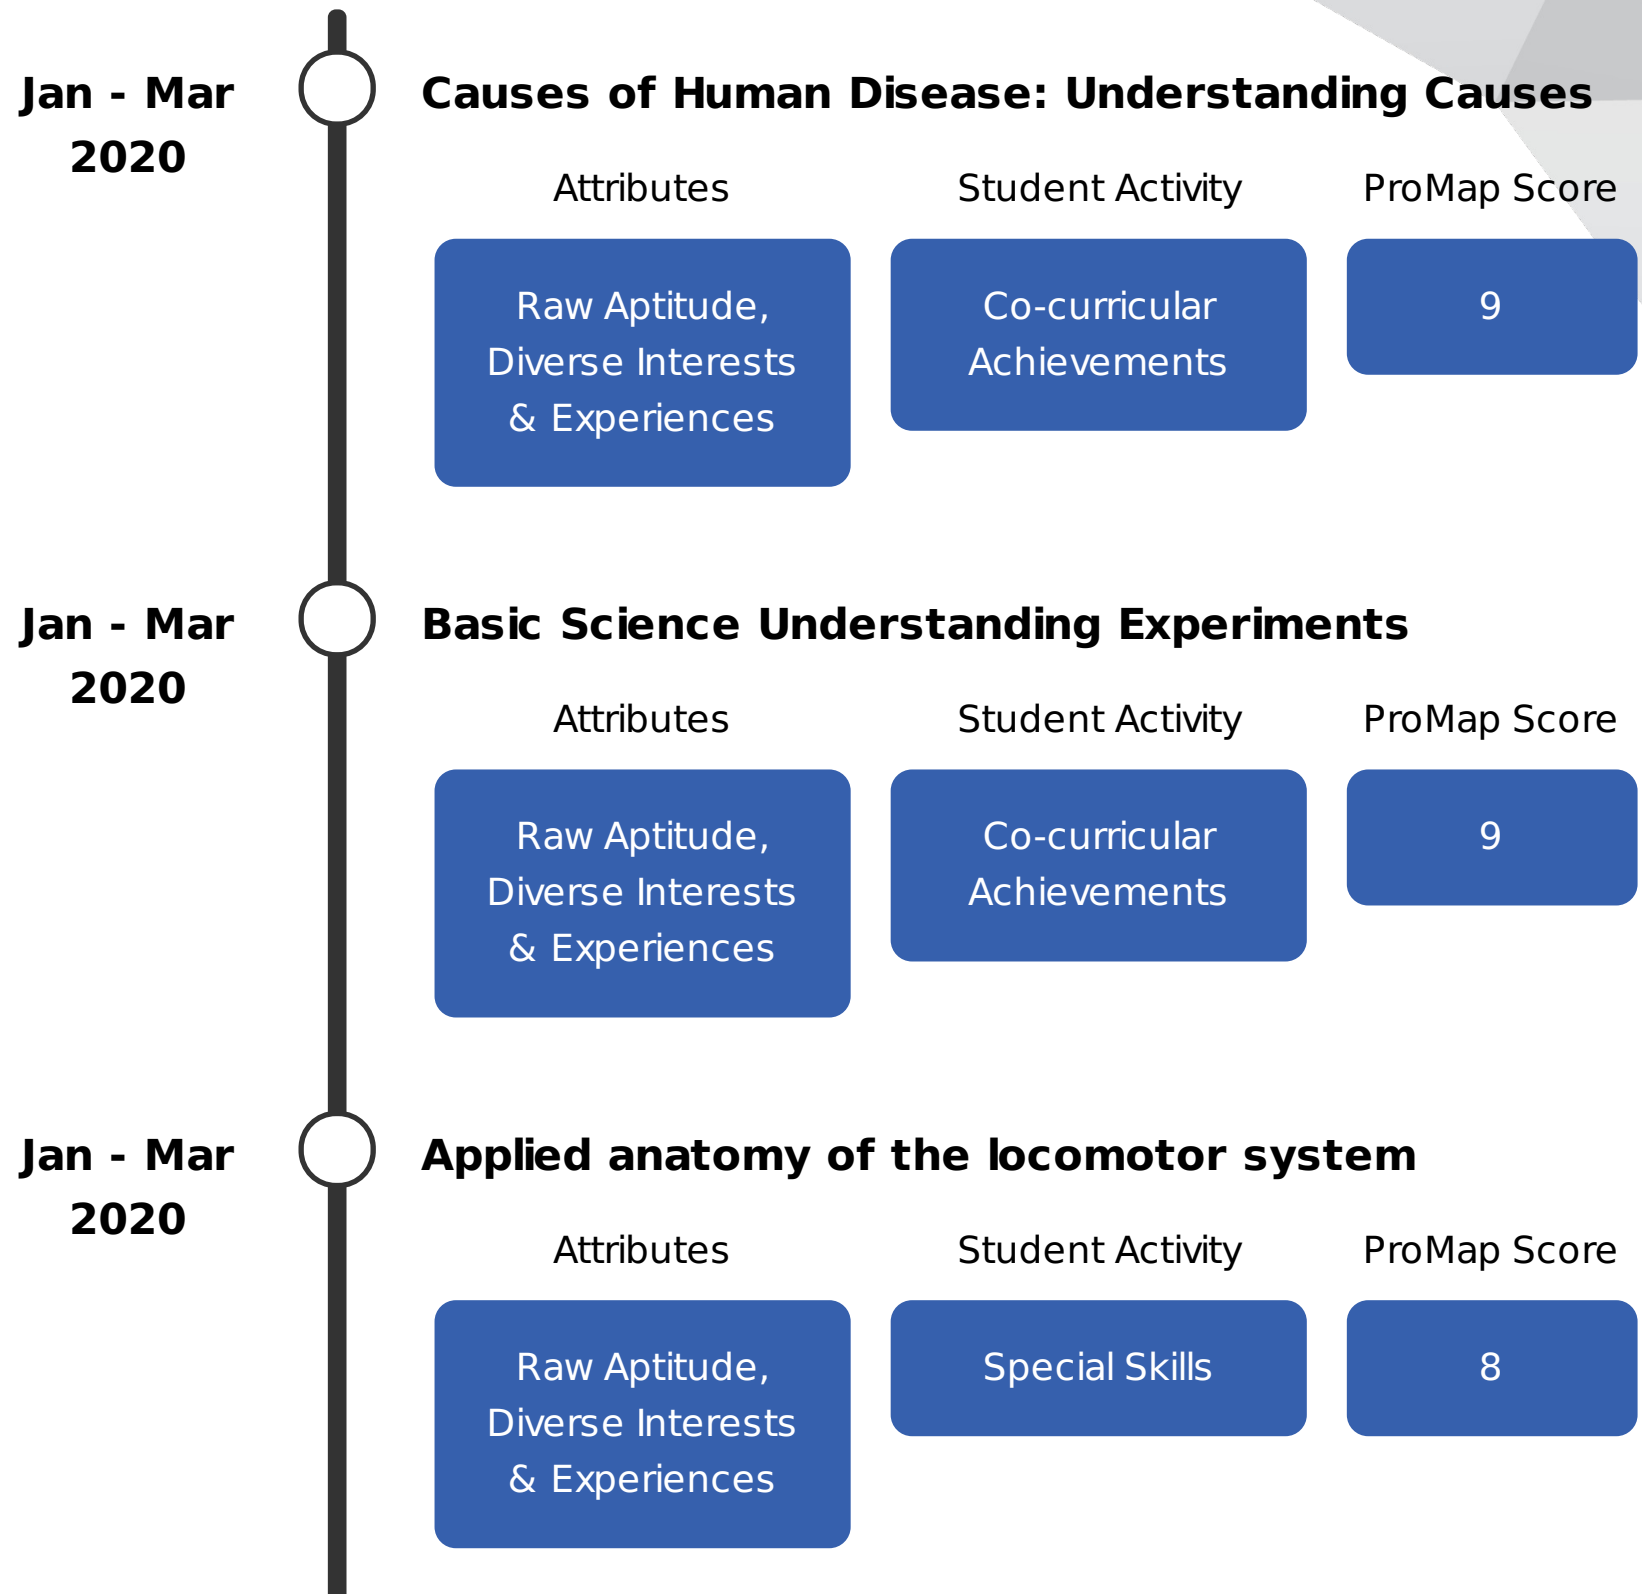 Jan - Mar
2020
Causes of Human Disease: Understanding Causes
Attributes
Student Activity
ProMap Score
Raw Aptitude,
Diverse Interests
& Experiences
Co-curricular
Achievements
9
Jan - Mar
2020
Basic Science Understanding Experiments
Attributes
Student Activity
ProMap Score
Raw Aptitude,
Diverse Interests
& Experiences
Co-curricular
Achievements
9
Jan - Mar
2020
Applied anatomy of the locomotor system
Attributes
Student Activity
ProMap Score
Raw Aptitude,
Diverse Interests
& Experiences
Special Skills
8